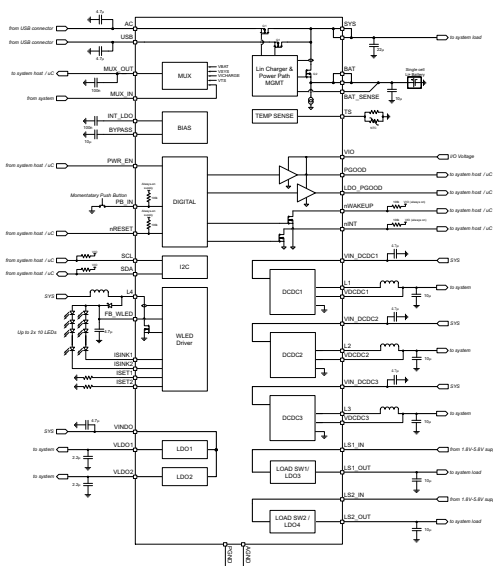 4.7μ
from USB connector
AC
from USB connector
USB
4.7μ
to system host / uC
MUX_OUT
100n
from system
MUX_IN
MUX
VBAT
VSYS
VICHARGE
VTS
INT_LDO
100n
BYPASS
10μ
BIAS
from system host / uC
PWR_EN
Momentary Push Button
PB_IN
from system host / uC
nRESET
DIGITAL
from system host / uC
SCL
from system host / uC
SDA
I2C
SYS
L4
FB_WLED
4.7μ
Up to 2x 10 LEDs
WLED
Driver
ISINK1
ISINK2
ISET1
ISET2
4.7μ
SYS
VINDO
to system
VLDO1
2.2μ
LDO1
to system
VLDO2
2.2μ
LDO2
PGND
AGND
Lin Charger &
Power Path
MGMT
TEMP SENSE
SYS
to system load
22μ
BAT
BAT_SENSE
10μ
TS
NTC
VIO
I/O Voltage
PGOOD
to system host / uC
LDO_PGOOD
to system host / uC
nWAKEUP
to system host / uC
nINT
to system host / uC
VIN_DCDC1
4.7μ
SYS
DCDC1
L1
to system
VDCDC1
10μ
VIN_DCDC2
4.7μ
SYS
DCDC2
L2
to system
VDCDC2
10μ
VIN_DCDC3
4.7μ
SYS
DCDC3
L3
to system
VDCDC3
10μ
LS1_IN
from 1.8V-5.8V supp
LOAD SW1/
LDO3
LS1_OUT
to system load
10μ
LS2_IN
from 1.8V-5.8V supp
LOAD SW2 /
LDO4
LS2_OUT
to system load
10μ